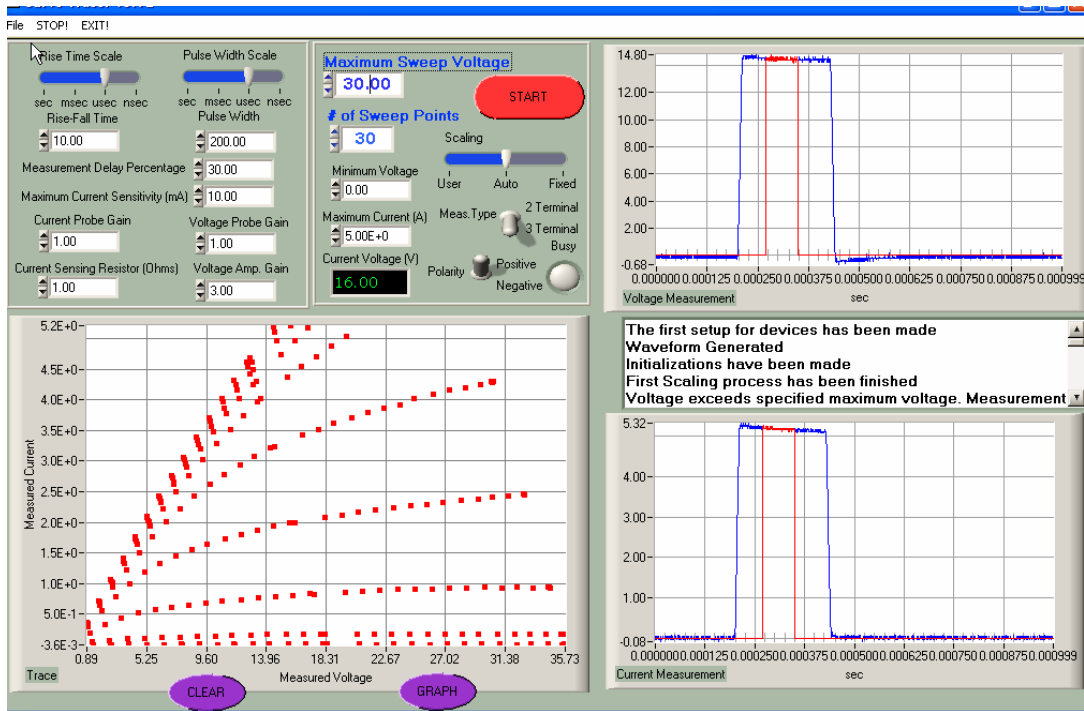 File STOP! EXIT!
Rise Time Scale
Pulse Width Scale
sec msec usec nsec
sec msec usec nsec
Rise-Fall Time
Pulse Width
10.00
200.00
Measurement Delay Percentage
30.00
Maximum Current Sensitivity (mA)
10.00
Current Probe Gain
Voltage Probe Gain
1.00
1.00
Current Sensing Resistor (Ohms)
Voltage Amp. Gain
1.00
3.00
Maximum Sweep Voltage
30.00
START
# of Sweep Points
30
Scaling
User Auto Fixed
Minimum Voltage
0.00
Maximum Current (A)
5.00E+0
Meas.Type
2 Terminal
3 Terminal
Busy
Current Voltage (V)
16.00
Polarity
Positive
Negative
14.80
12.00
10.00
8.00
6.00
4.00
2.00
-0.68
0.000000 0.000125 0.000250 0.000375 0.000500 0.000625 0.000750 0.000875 0.000999
Voltage Measurement
sec
The first setup for devices has been made
Waveform Generated
Initializations have been made
First Scaling process has been finished
Voltage exceeds specified maximum voltage. Measurement
5.2E+0
4.5E+0
4.0E+0
3.5E+0
3.0E+0
2.5E+0
2.0E+0
1.5E+0
1.0E+0
5.0E-1
-3.6E-3
Measured Current
0.89 5.25 9.60 13.96 18.31 22.67 27.02 31.38 35.73
Trace
Measured Voltage
CLEAR
GRAPH
5.32
4.00
3.00
2.00
1.00
-0.08
0.000000 0.000125 0.000250 0.000375 0.000500 0.000625 0.000750 0.000875 0.000999
Current Measurement
sec